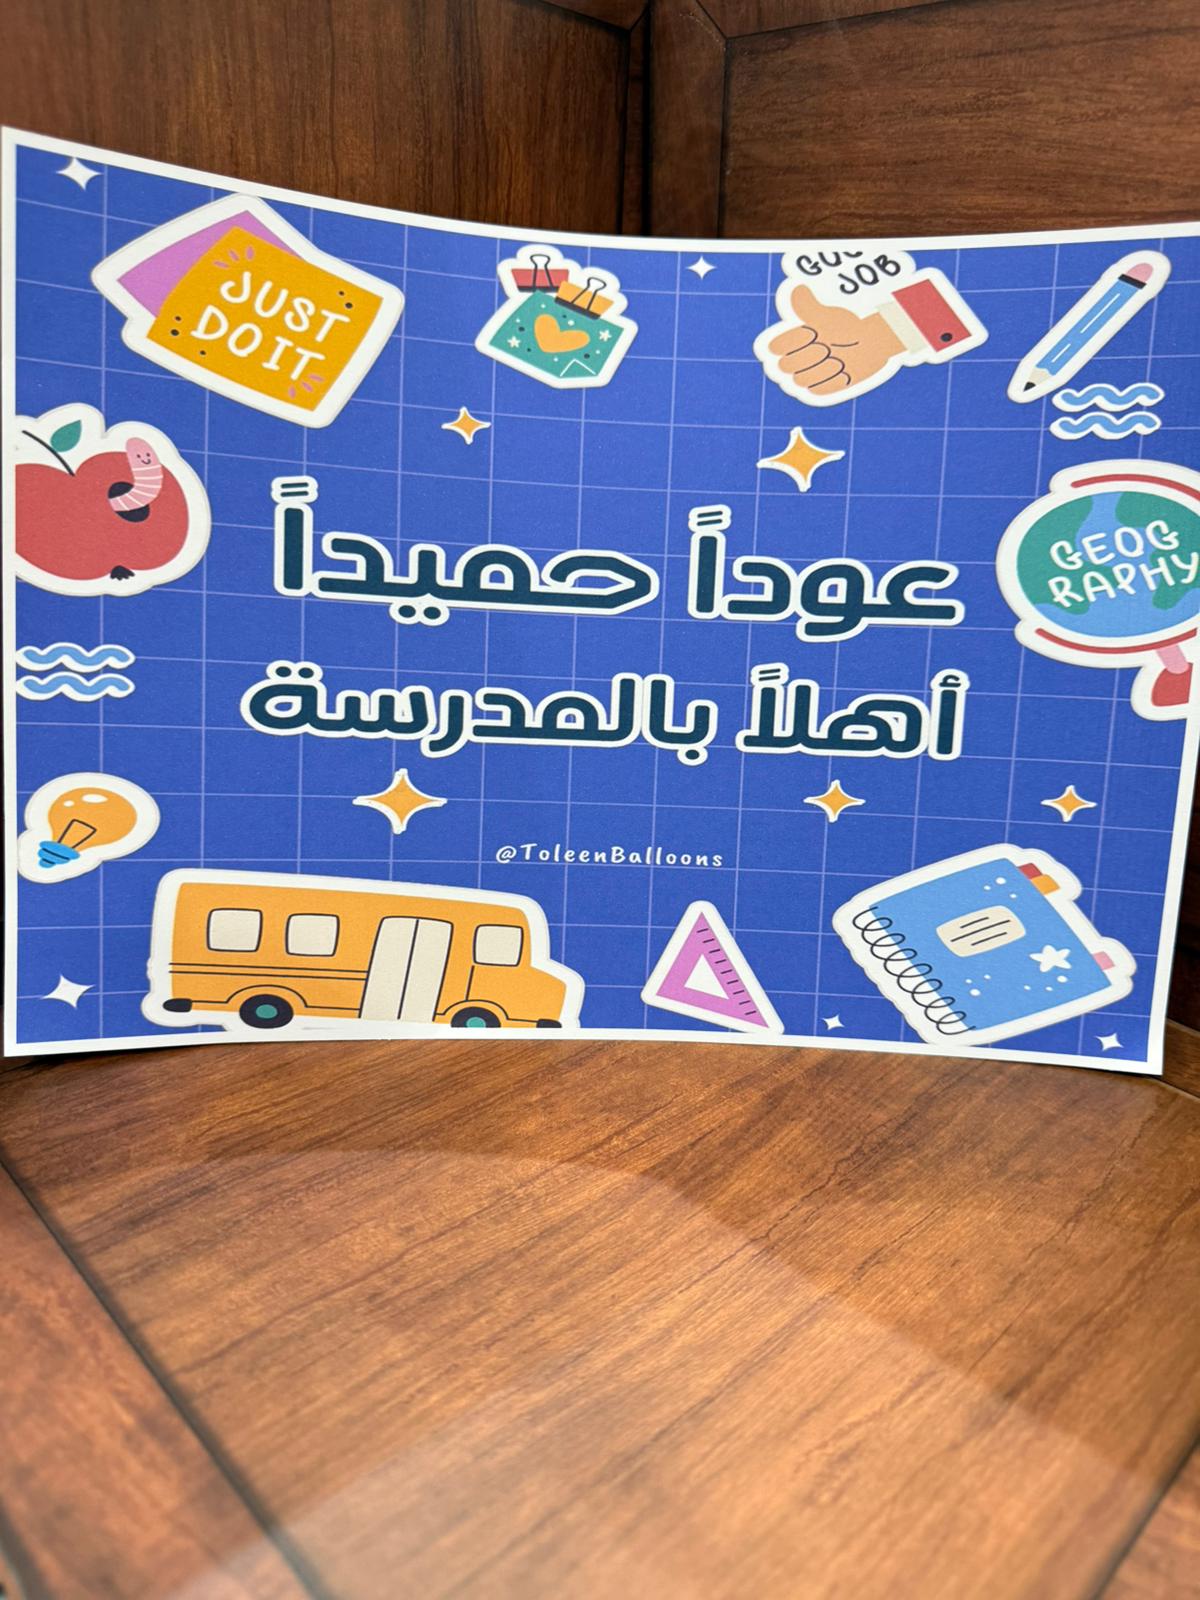 JUST
DO IT
GOOD
JOB
GEOG
RAPHY
عوداً حميداً
أهلاً بالمدرسة
@ToleenBalloons